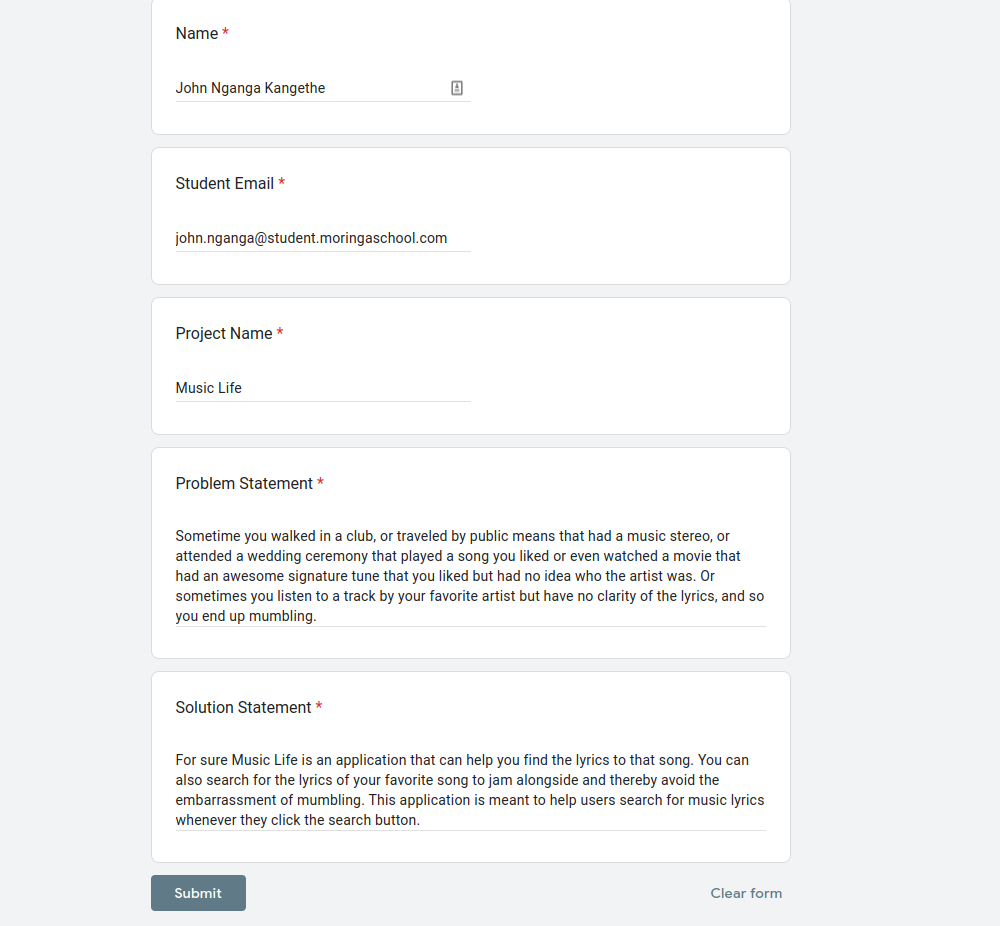 Name *
John Nganga Kangethe
Student Email *
john.nganga@student.moringaschool.com
Project Name *
Music Life
Problem Statement *
Sometime you walked in a club, or traveled by public means that had a music stereo, or
attended a wedding ceremony that played a song you liked or even watched a movie that
had an awesome signature tune that you liked but had no idea who the artist was. Or
sometimes you listen to a track by your favorite artist but have no clarity of the lyrics, and so
you end up mumbling.
Solution Statement *
For sure Music Life is an application that can help you find the lyrics to that song. You can
also search for the lyrics of your favorite song to jam alongside and thereby avoid the
embarrassment of mumbling. This application is meant to help users search for music lyrics
whenever they click the search button.
Submit
Clear form